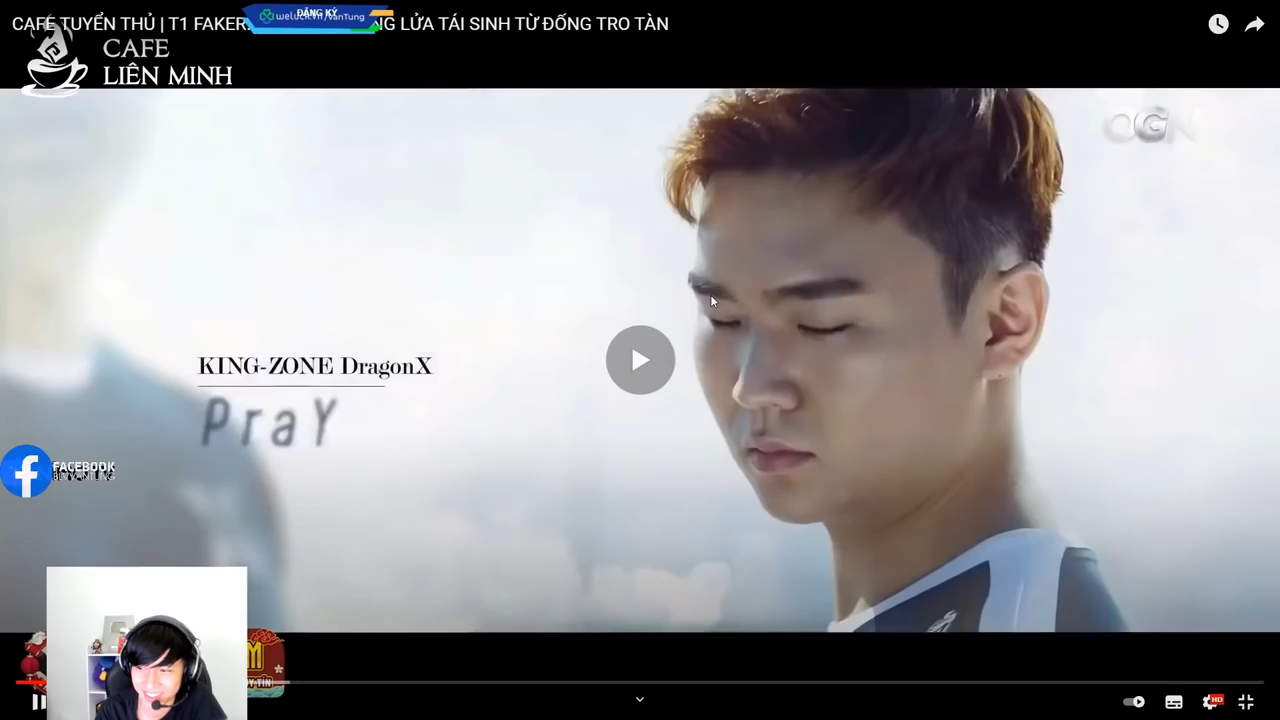 CAFE TUYỂN THỦ | T1 FAKER
NG LỬA TÁI SINH TỪ ĐỐNG TRO TÀN
ĐĂNG KÝ
CAFE
LIÊN MINH
OGN
KING-ZONE DragonX
PraY
FACEBOOK
HD